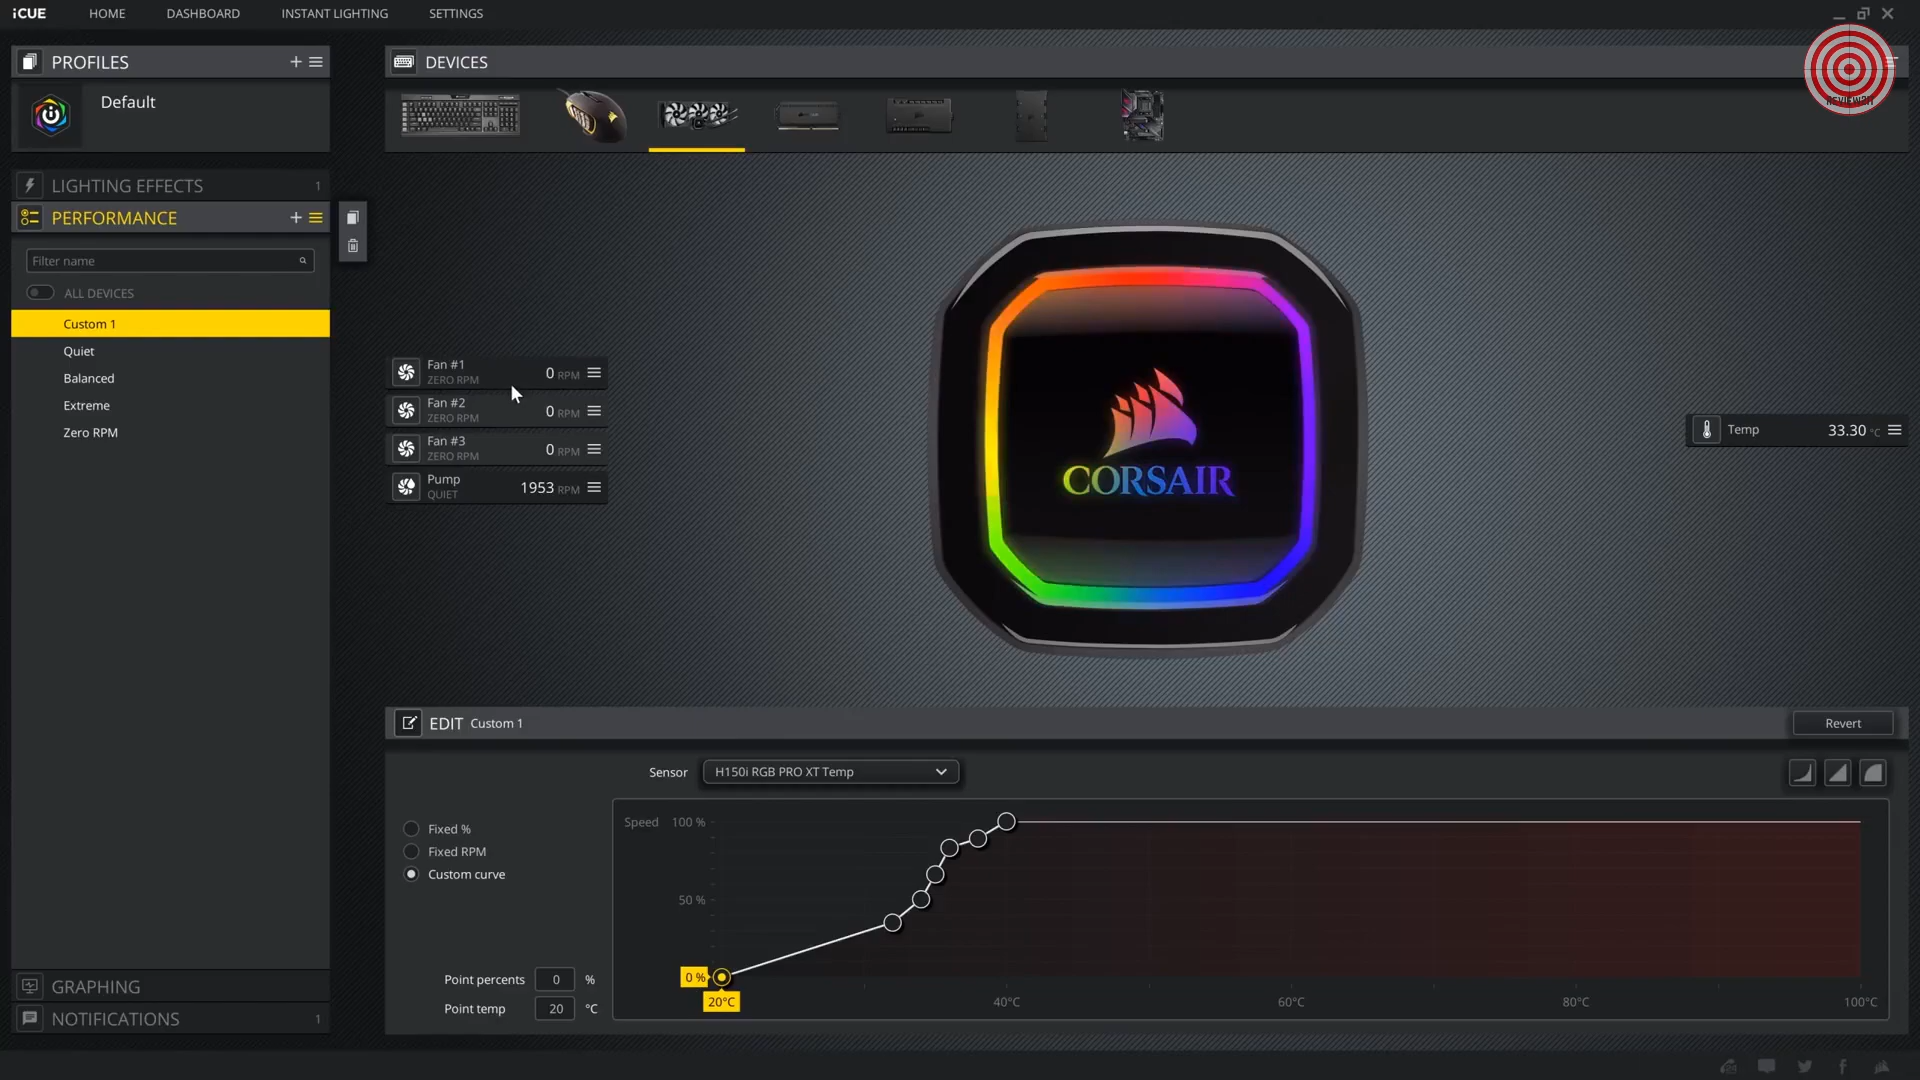 iCUE HOME DASHBOARD INSTANT LIGHTING SETTINGS
PROFILES
Default
DEVICES
LIGHTING EFFECTS 1
PERFORMANCE
Filter name
ALL DEVICES
Custom 1
Quiet
Balanced
Extreme
Zero RPM
GRAPHING
NOTIFICATIONS 1
Fan #1
ZERO RPM
0 RPM
Fan #2
ZERO RPM
0 RPM
Fan #3
ZERO RPM
0 RPM
Pump
QUIET
1953 RPM
CORSAIR
Temp 33.30 °C
EDIT Custom 1
Revert
Sensor H150i RGB PRO XT Temp
Fixed %
Fixed RPM
Custom curve
Point percents 0 %
Point temp 20 °C
Speed 100 %
50 %
0 %
20°C 40°C 60°C 80°C 100°C